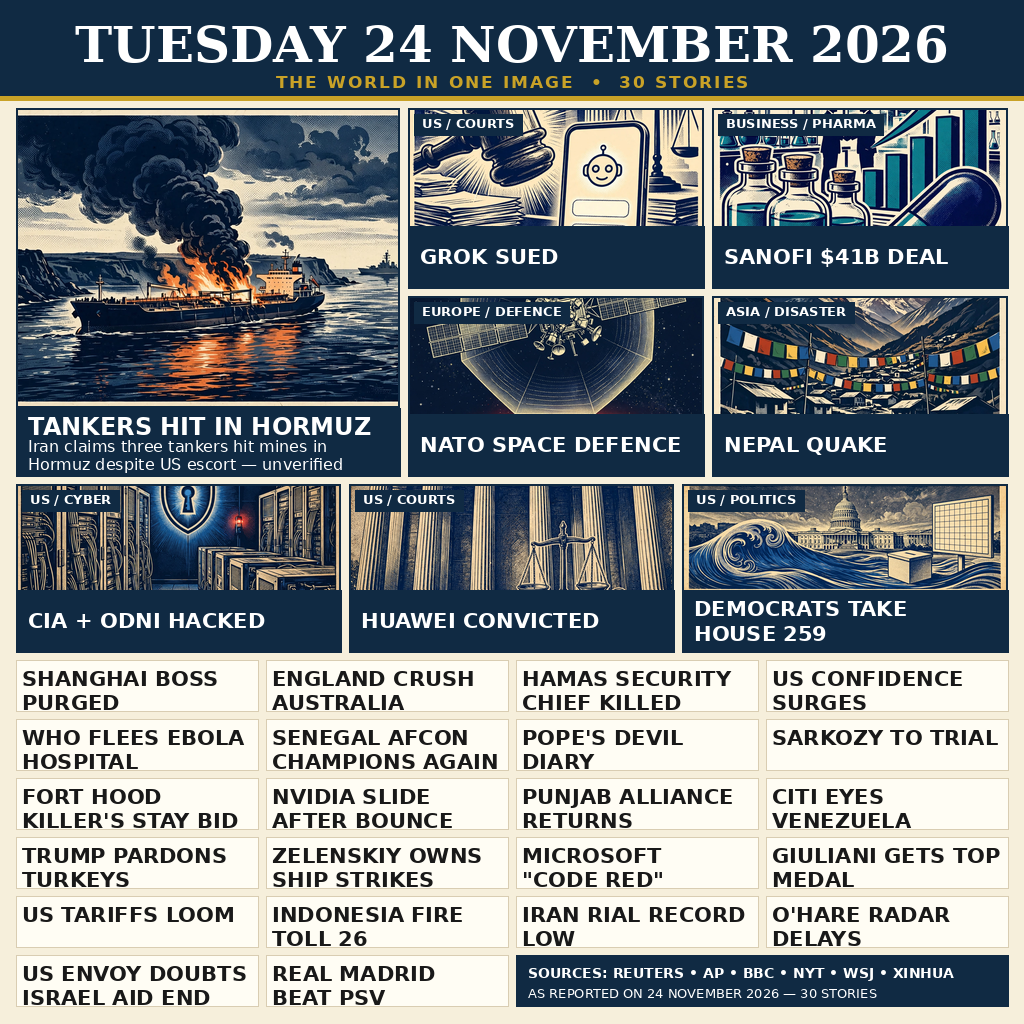 TUESDAY 24 NOVEMBER 2026
THE WORLD IN ONE IMAGE • 30 STORIES
TANKERS HIT IN HORMUZ
Iran claims three tankers hit mines in
Hormuz despite US escort — unverified
US / COURTS
GROK SUED
BUSINESS / PHARMA
SANOFI $41B DEAL
EUROPE / DEFENCE
NATO SPACE DEFENCE
ASIA / DISASTER
NEPAL QUAKE
US / CYBER
CIA + ODNI HACKED
US / COURTS
HUAWEI CONVICTED
US / POLITICS
DEMOCRATS TAKE
HOUSE 259
SHANGHAI BOSS
PURGED
ENGLAND CRUSH
AUSTRALIA
HAMAS SECURITY
CHIEF KILLED
US CONFIDENCE
SURGES
WHO FLEES EBOLA
HOSPITAL
SENEGAL AFCON
CHAMPIONS AGAIN
POPE'S DEVIL
DIARY
SARKOZY TO TRIAL
FORT HOOD
KILLER'S STAY BID
NVIDIA SLIDE
AFTER BOUNCE
PUNJAB ALLIANCE
RETURNS
CITI EYES
VENEZUELA
TRUMP PARDONS
TURKEYS
ZELENSKIY OWNS
SHIP STRIKES
MICROSOFT
"CODE RED"
GIULIANI GETS TOP
MEDAL
US TARIFFS LOOM
INDONESIA FIRE
TOLL 26
IRAN RIAL RECORD
LOW
O'HARE RADAR
DELAYS
US ENVOY DOUBTS
ISRAEL AID END
REAL MADRID
BEAT PSV
SOURCES: REUTERS • AP • BBC • NYT • WSJ • XINHUA
AS REPORTED ON 24 NOVEMBER 2026 — 30 STORIES